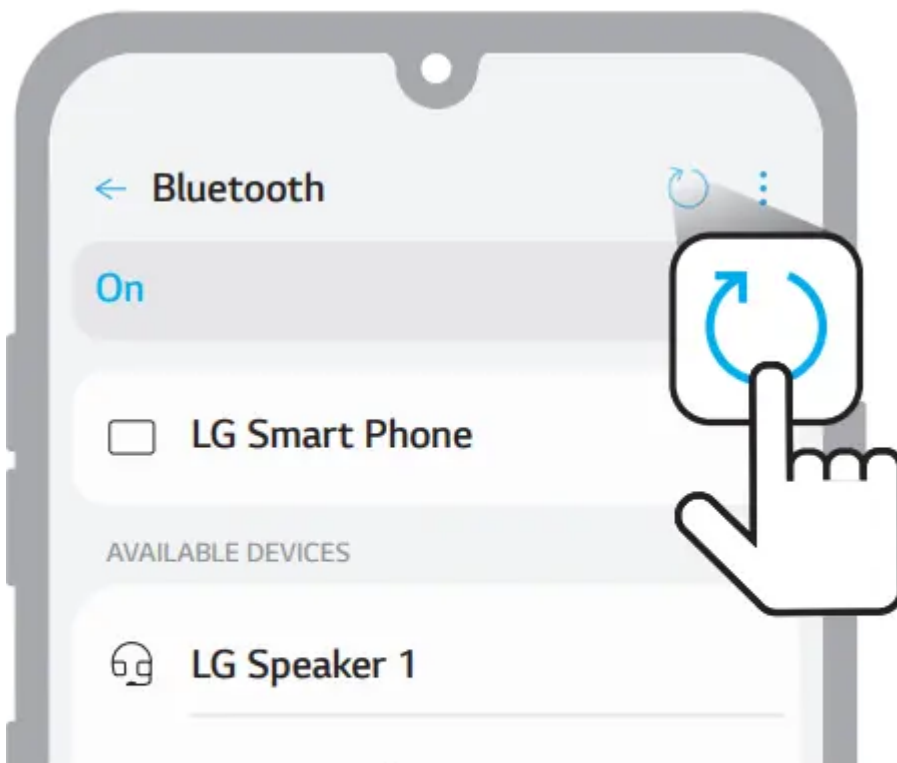 Bluetooth
On
LG Smart Phone
AVAILABLE DEVICES
LG Speaker 1